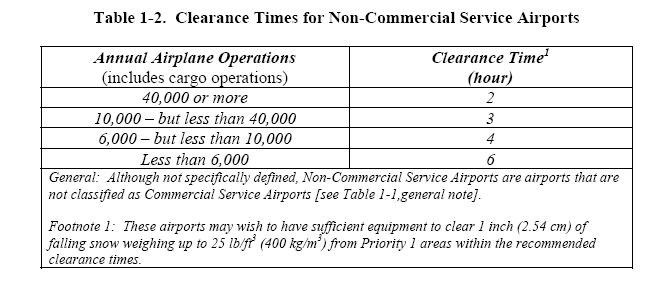 Table 1-2.  Clearance Times for Non-Commercial Service Airports
Annual Airplane Operations
(includes cargo operations)
Clearance Time¹
(hour)
40,000 or more 2
10,000 – but less than 40,000 3
6,000 – but less than 10,000 4
Less than 6,000 6
General:  Although not specifically defined, Non-Commercial Service Airports are airports that are
not classified as Commercial Service Airports [see Table 1-1,general note].
Footnote 1:  These airports may wish to have sufficient equipment to clear 1 inch (2.54 cm) of
falling snow weighing up to 25 lb/ft³ (400 kg/m³) from Priority 1 areas within the recommended
clearance times.